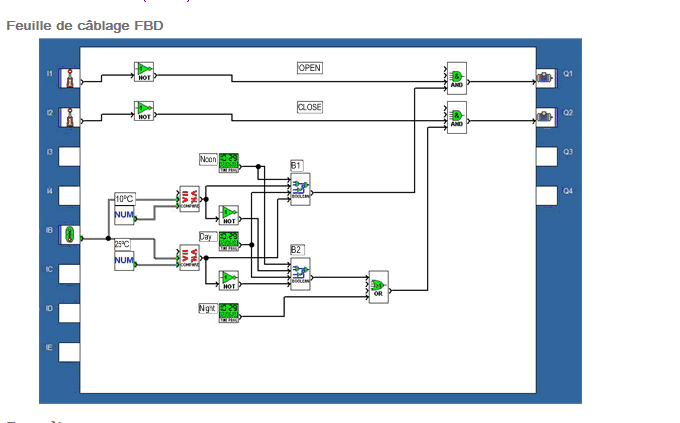 Feuille de câblage FBD
I1
NOT
OPEN
AND
Q1
I2
NOT
CLOSE
AND
Q2
I3
Noon
TIME PROG
B1
BOOLEAN
Q3
I4
10°C
NUM
COMPARE
NOT
Q4
IB
Day
TIME PROG
25°C
NUM
COMPARE
B2
BOOLEAN
IC
NOT
OR
ID
Night
TIME PROG
IE